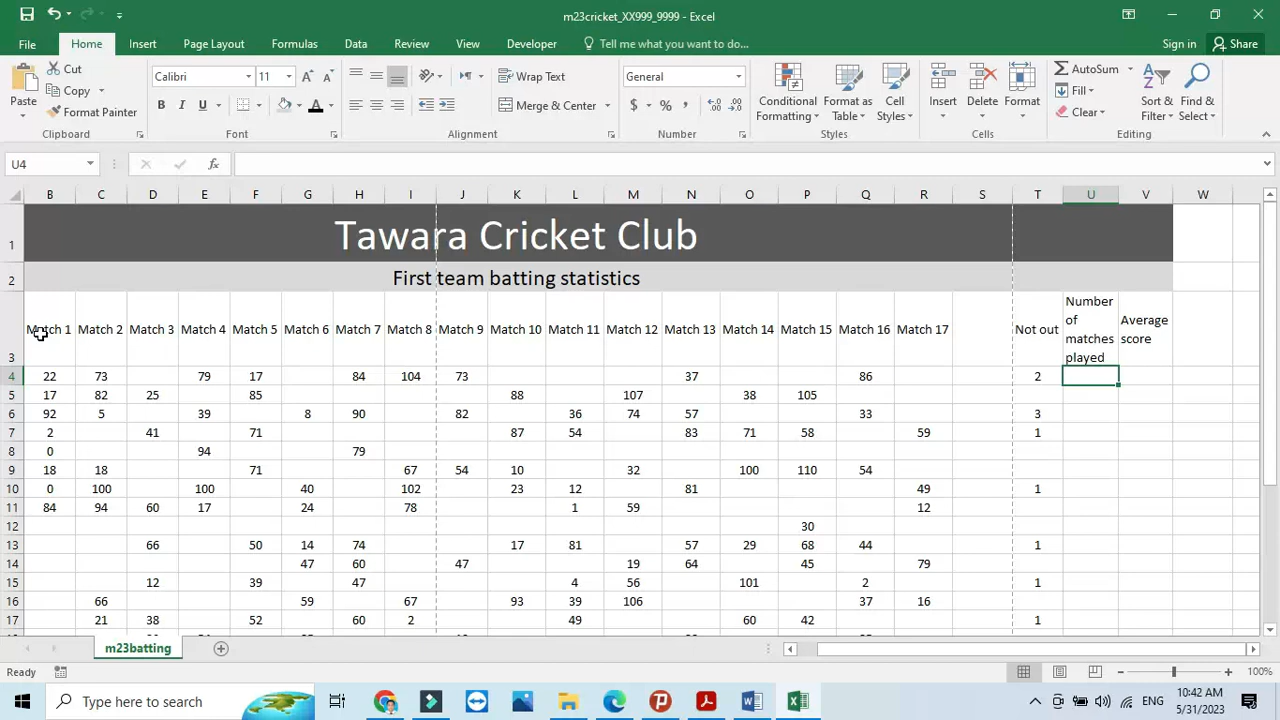 m23cricket_XX999_9999 - Excel
File Home Insert Page Layout Formulas Data Review View Developer Tell me what you want to do... Sign in Share
Paste Cut Copy Format Painter Clipboard
Calibri 11 A A B I U A Font
Wrap Text Merge & Center Alignment
General $ % , Number
Conditional Formatting Format as Table Cell Styles Styles
Insert Delete Format Cells
AutoSum Fill Clear Sort & Filter Find & Select Editing
U4 fx
B C D E F G H I J K L M N O P Q R S T U V W
1 Tawara Cricket Club
2 First team batting statistics
3 Match 1 Match 2 Match 3 Match 4 Match 5 Match 6 Match 7 Match 8 Match 9 Match 10 Match 11 Match 12 Match 13 Match 14 Match 15 Match 16 Match 17 Not out Number of matches played Average score
4 22 73 79 17 84 104 73 37 86 2
5 17 82 25 85 88 107 38 105
6 92 5 39 8 90 82 36 74 57 33 3
7 2 41 71 87 54 83 71 58 59 1
8 0 94 79
9 18 18 71 67 54 10 32 100 110 54
10 0 100 100 40 102 23 12 81 49 1
11 84 94 60 17 24 78 1 59 12
12 30
13 66 50 14 74 17 81 57 29 68 44 1
14 47 60 47 19 64 45 79
15 12 39 47 4 56 101 2 1
16 66 59 67 93 39 106 37 16
17 21 38 52 60 2 49 60 42 1
m23batting
Ready 100%
Type here to search ENG 10:42 AM
5/31/2023